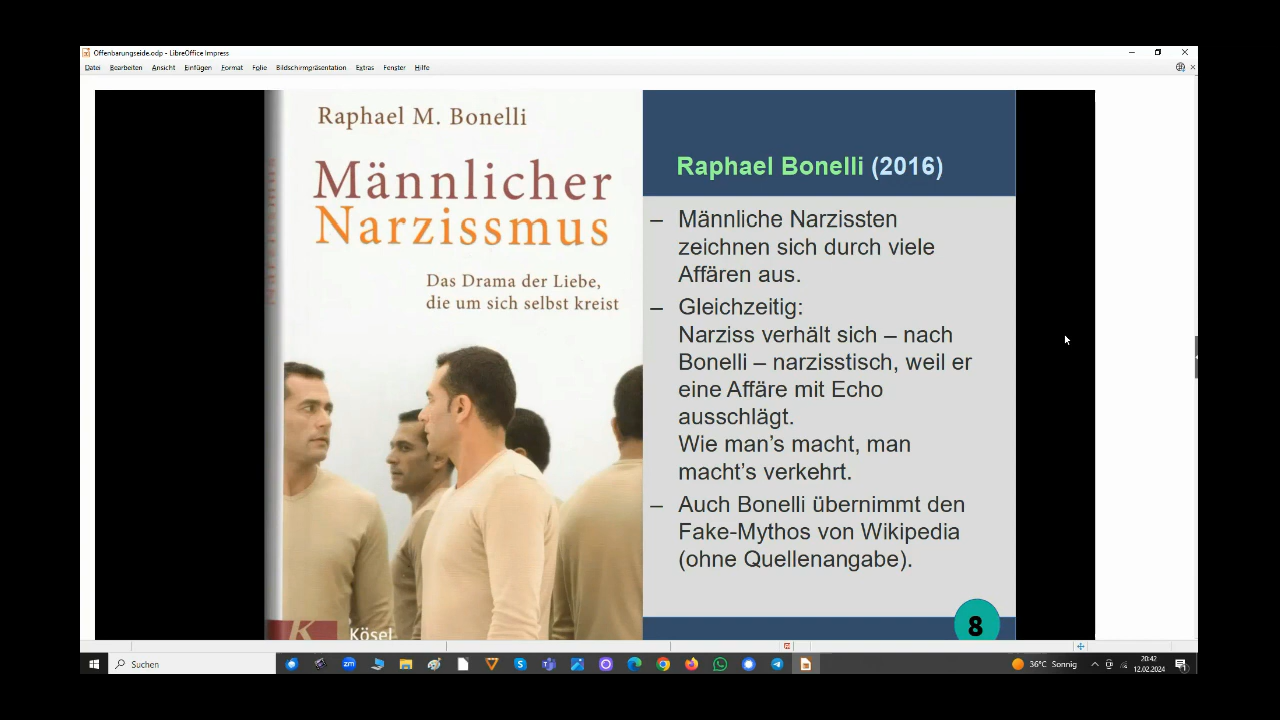 Offenbarungseide.odp - LibreOffice Impress
Datei Bearbeiten Ansicht Einfügen Format Folie Bildschirmpräsentation Extras Fenster Hilfe
Raphael M. Bonelli
Männlicher
Narzissmus
Das Drama der Liebe,
die um sich selbst kreist
K
Kösel
Raphael Bonelli (2016)
– Männliche Narzissten
zeichnen sich durch viele
Affären aus.
– Gleichzeitig:
Narziss verhält sich – nach
Bonelli – narzisstisch, weil er
eine Affäre mit Echo
ausschlägt.
Wie man's macht, man
macht's verkehrt.
– Auch Bonelli übernimmt den
Fake-Mythos von Wikipedia
(ohne Quellenangabe).
8
Suchen
zm
36°C Sonnig
20:42
12.02.2024